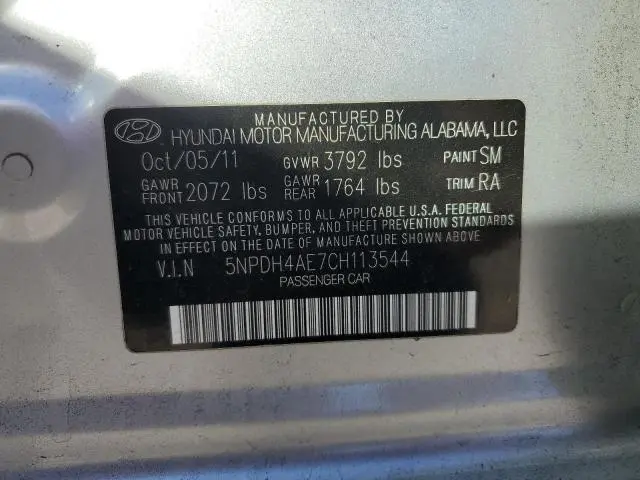 MANUFACTURED BY
HYUNDAI MOTOR MANUFACTURING ALABAMA, LLC
Oct/05/11 GVWR 3792 lbs PAINT SM
GAWR FRONT 2072 lbs GAWR REAR 1764 lbs TRIM RA
THIS VEHICLE CONFORMS TO ALL APPLICABLE U.S.A. FEDERAL
MOTOR VEHICLE SAFETY, BUMPER, AND THEFT PREVENTION STANDARDS
IN EFFECT ON THE DATE OF MANUFACTURE SHOWN ABOVE.
V.I.N 5NPDH4AE7CH113544
PASSENGER CAR